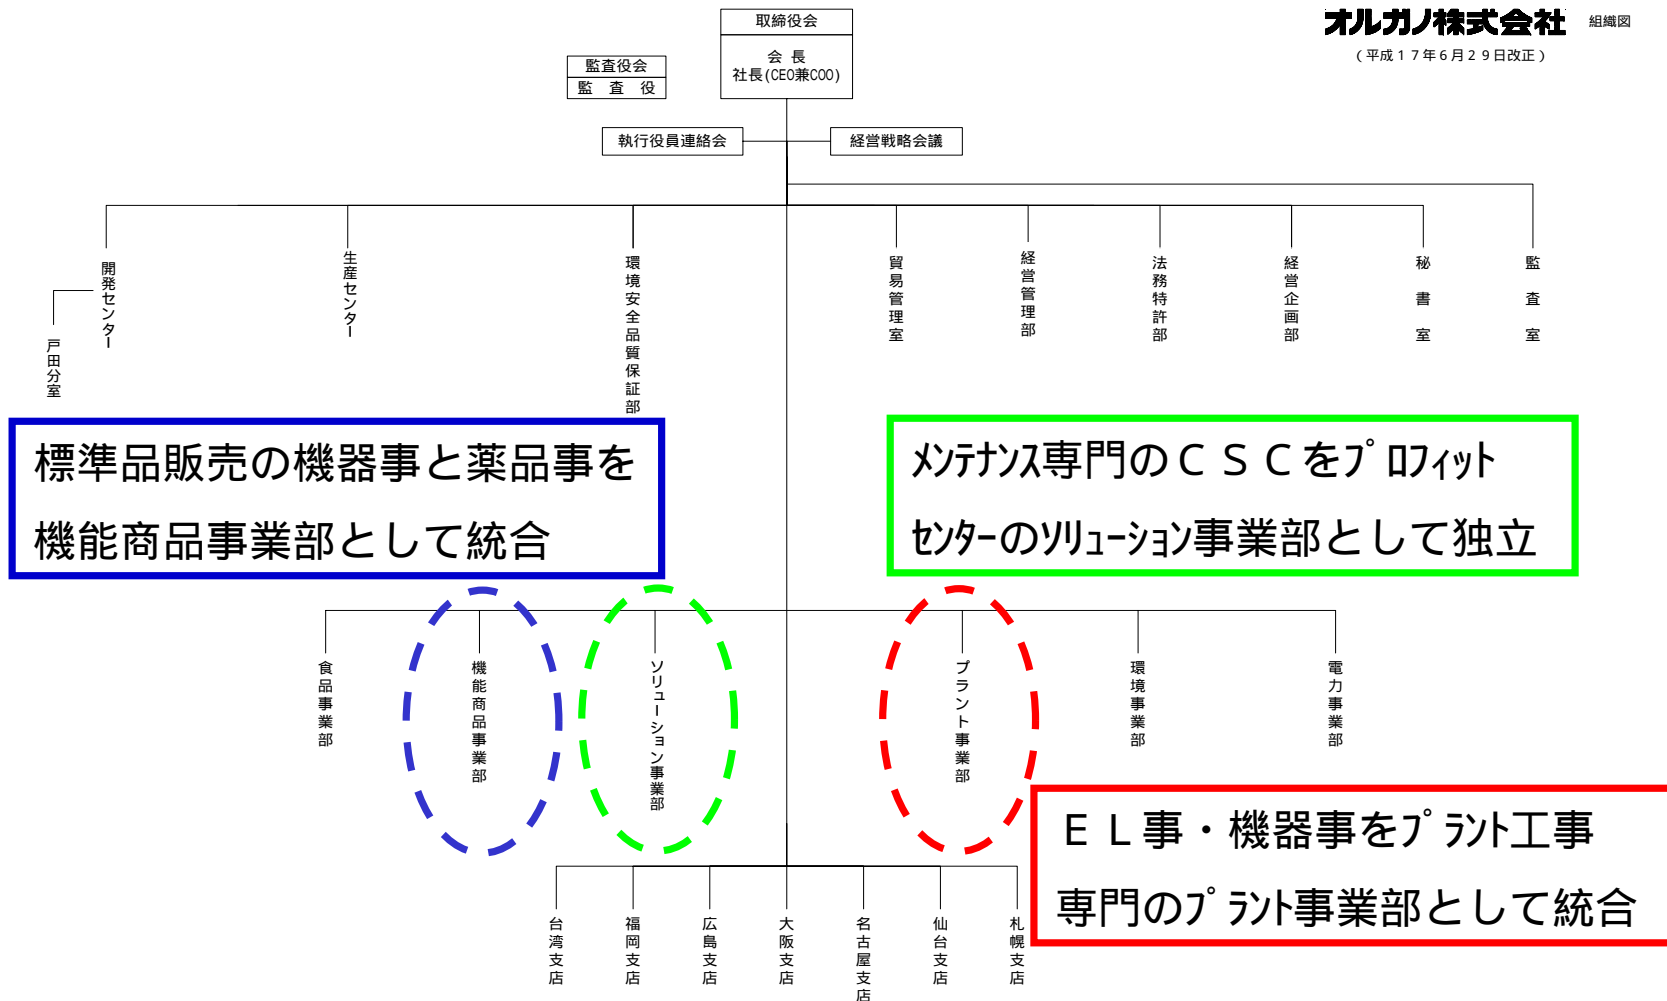 オルガノ株式会社 組織図
(平成17年6月29日改正)
取締役会
会 長
社長(CEO兼COO)
監査役会
監 査 役
執行役員連絡会
経営戦略会議
開発センター
戸田分室
生産センター
環境安全品質保証部
貿易管理室
経営管理部
法務特許部
経営企画部
秘書室
監査室
標準品販売の機器事と薬品事を
機能商品事業部として統合
メンテナンス専門のCSCをプロフィット
センターのソリューション事業部として独立
食品事業部
機能商品事業部
ソリューション事業部
プラント事業部
環境事業部
電力事業部
EL事・機器事をプラント工事
専門のプラント事業部として統合
台湾支店
福岡支店
広島支店
大阪支店
名古屋支店
仙台支店
札幌支店